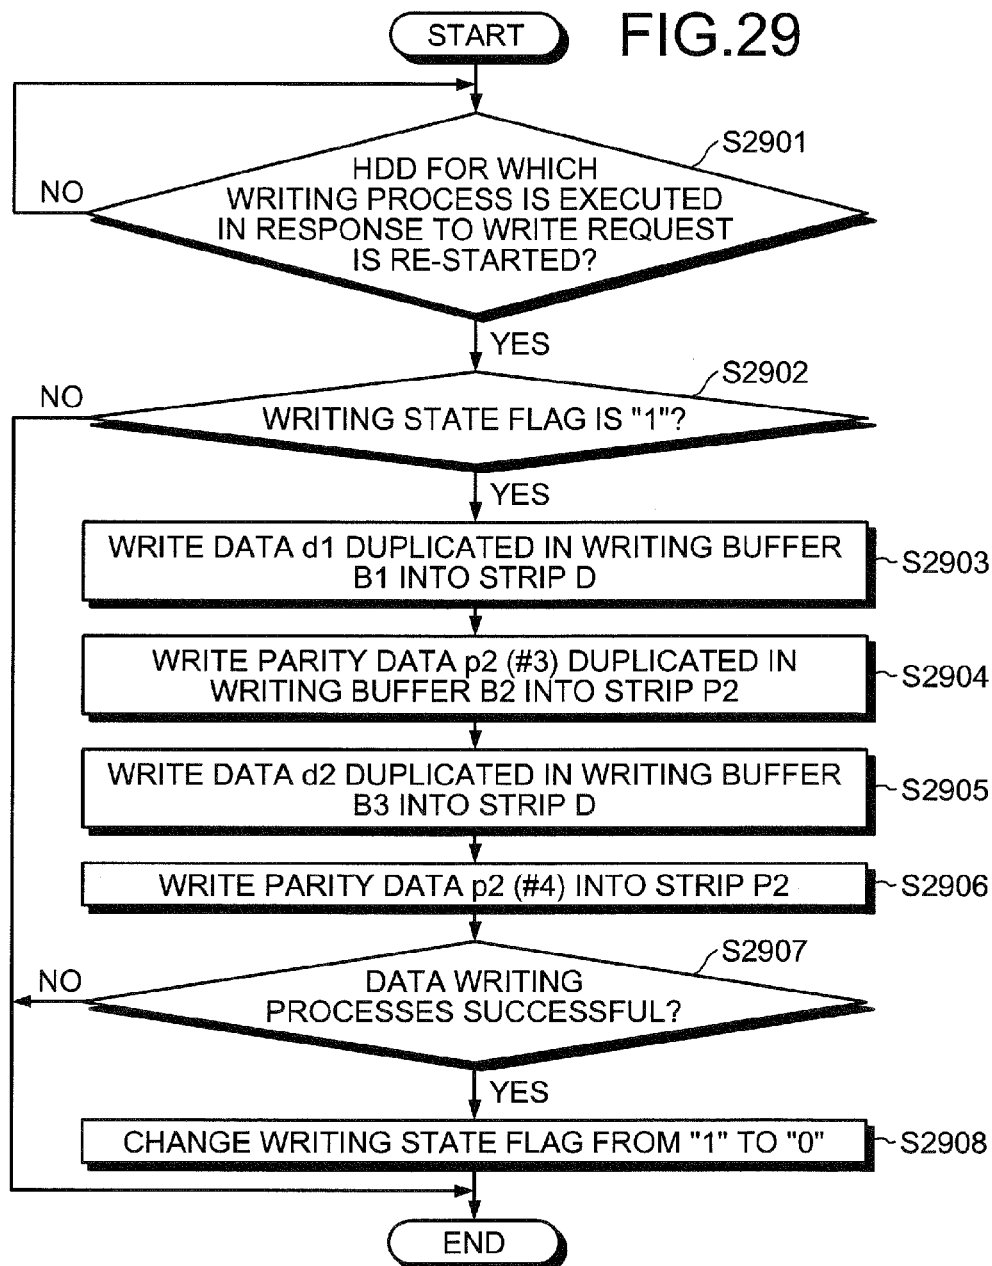 START
FIG.29
S2901
HDD FOR WHICH
WRITING PROCESS IS EXECUTED
IN RESPONSE TO WRITE REQUEST
IS RE-STARTED?
NO
YES
S2902
NO
WRITING STATE FLAG IS "1"?
YES
WRITE DATA d1 DUPLICATED IN WRITING BUFFER
B1 INTO STRIP D
S2903
WRITE PARITY DATA p2 (#3) DUPLICATED IN
WRITING BUFFER B2 INTO STRIP P2
S2904
WRITE DATA d2 DUPLICATED IN WRITING BUFFER
B3 INTO STRIP D
S2905
WRITE PARITY DATA p2 (#4) INTO STRIP P2
S2906
S2907
NO
DATA WRITING
PROCESSES SUCCESSFUL?
YES
CHANGE WRITING STATE FLAG FROM "1" TO "0"
S2908
END